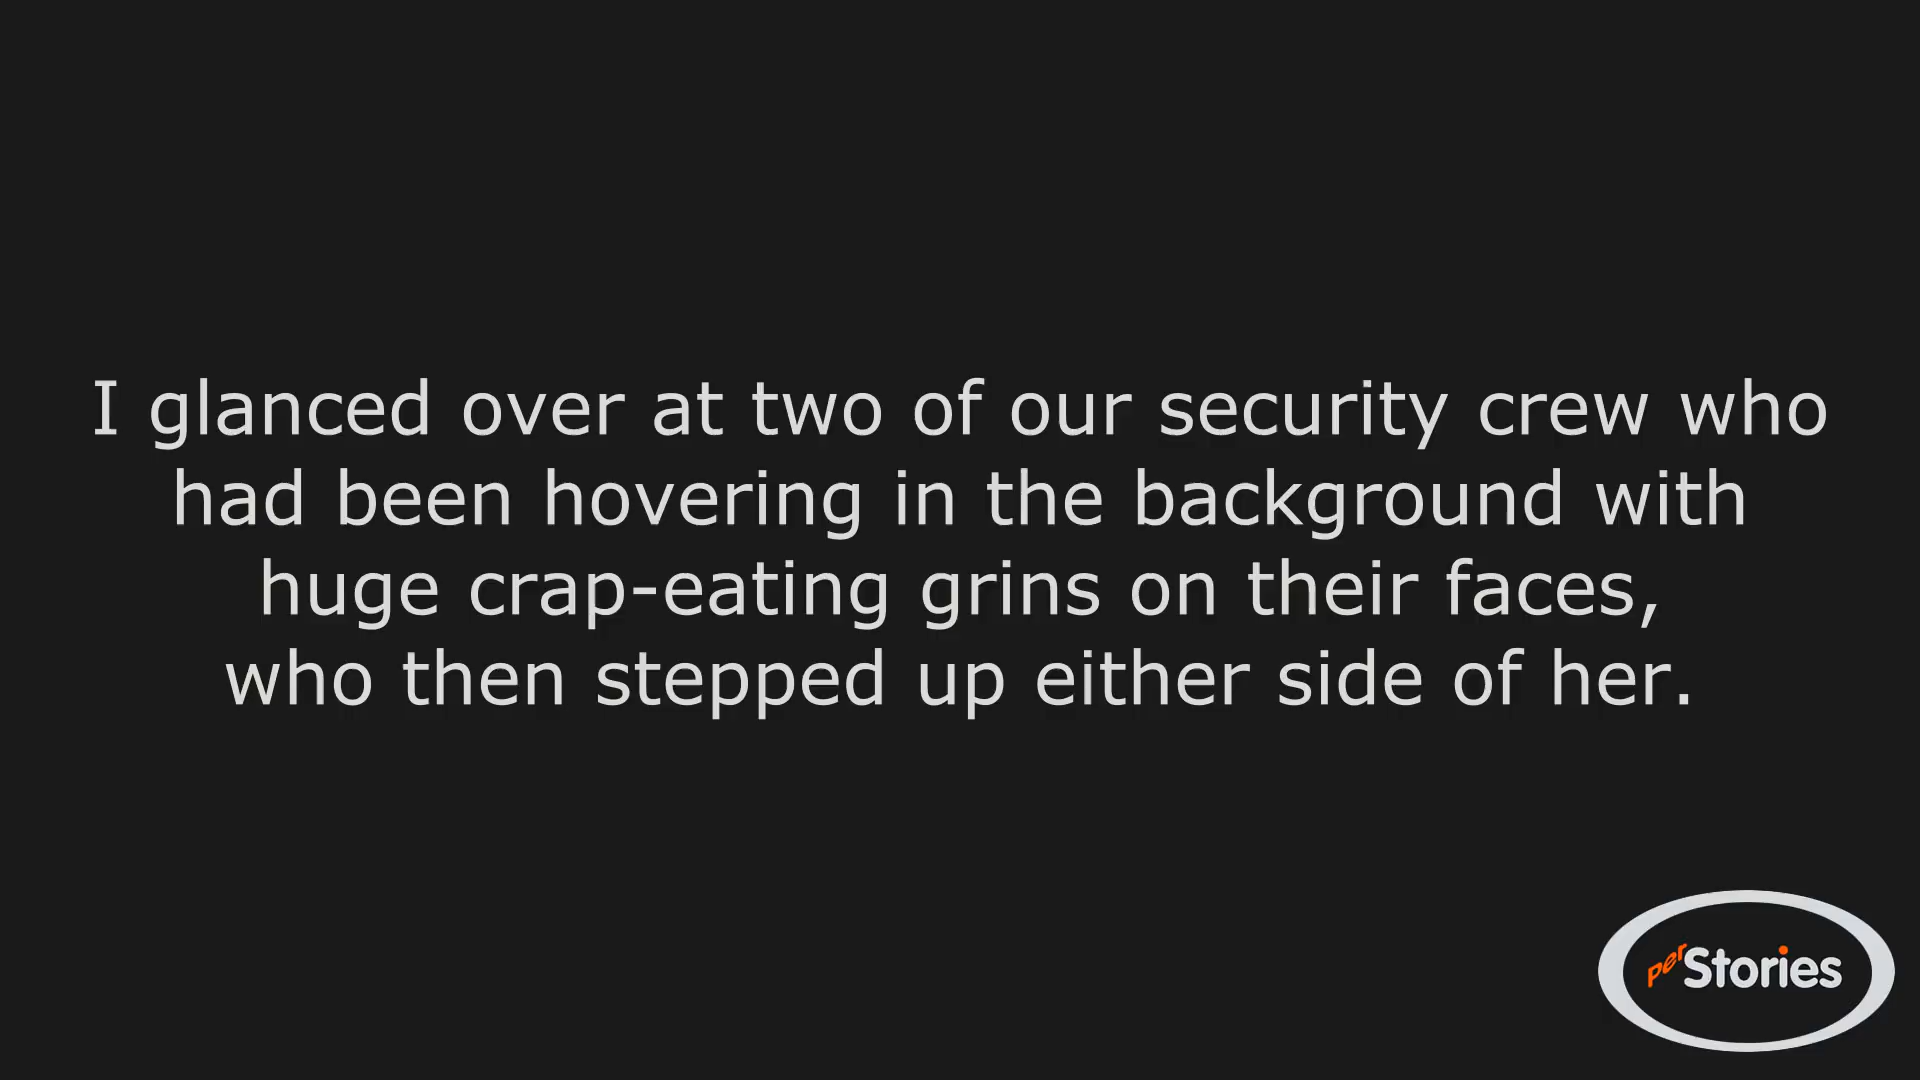 I glanced over at two of our security crew who
had been hovering in the background with
huge crap-eating grins on their faces,
who then stepped up either side of her.
perStories